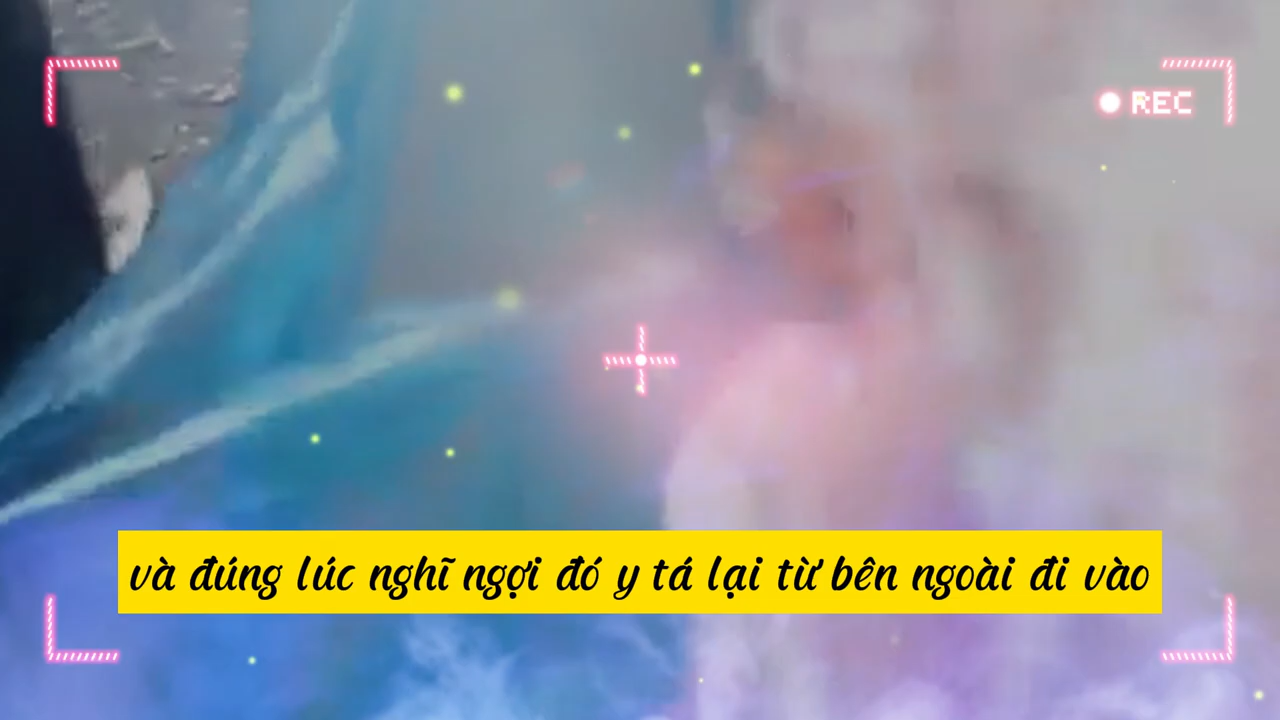 REC
và đúng lúc nghĩ ngợi đó y tá lại từ bên ngoài đi vào